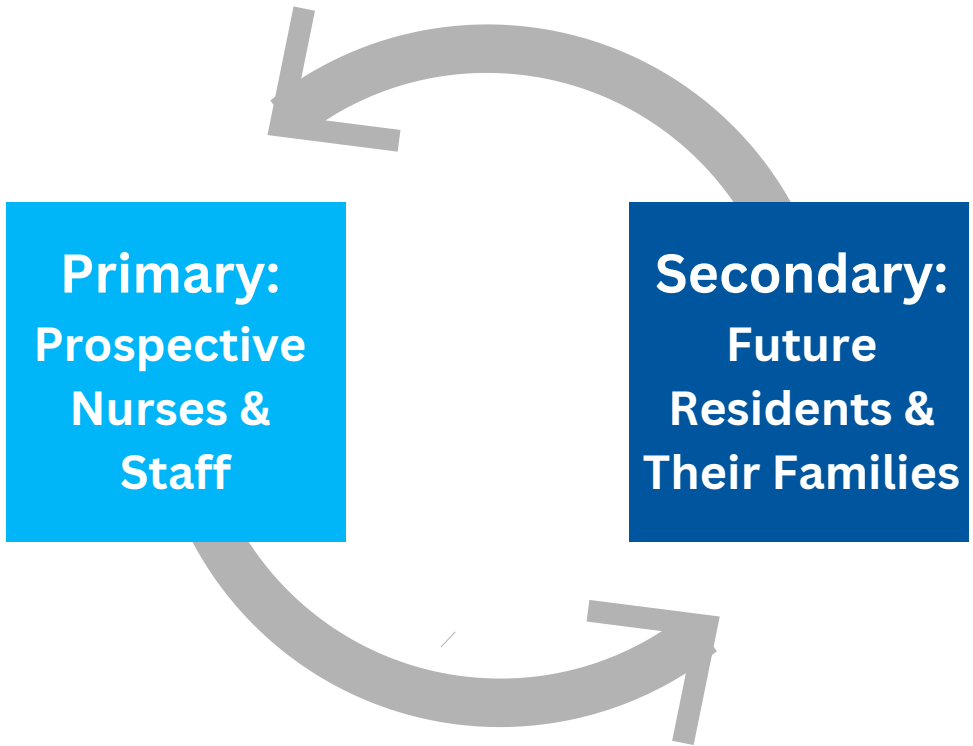 Primary:
Prospective
Nurses &
Staff
Secondary:
Future
Residents &
Their Families